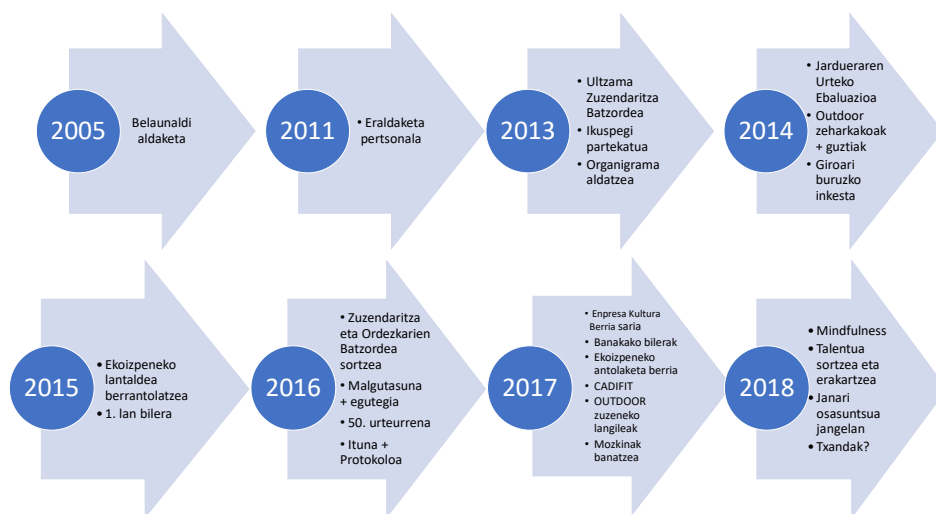 2005
Belaunaldi
aldaketa
2011
• Eraldaketa
pertsonala
2013
• Ultzama
Zuzendaritza
Batzordea
• Ikuspegi
partekatua
• Organigrama
aldatzea
2014
• Jardueraren
Urteko
Ebaluazioa
• Outdoor
zeharkakoak
+ guztiak
• Giroari
buruzko
inkesta
2015
• Ekoizpeneko
lantaldea
berrantolatzea
• 1. lan bilera
2016
• Zuzendaritza
eta Ordezkarien
Batzordea
sortzea
• Malgutasuna
+ egutegia
• 50. urteurrena
• Ituna +
Protokoloa
2017
• Enpresa Kultura
Berria saria
• Banakako bilerak
• Ekoizpeneko
antolaketa berria
• CADIFIT
• OUTDOOR
zuzeneko
langileak
• Mozkinak
banatzea
2018
• Mindfulness
• Talentua
sortzea eta
erakartzea
• Janari
osasuntsua
jangelan
• Txandak?